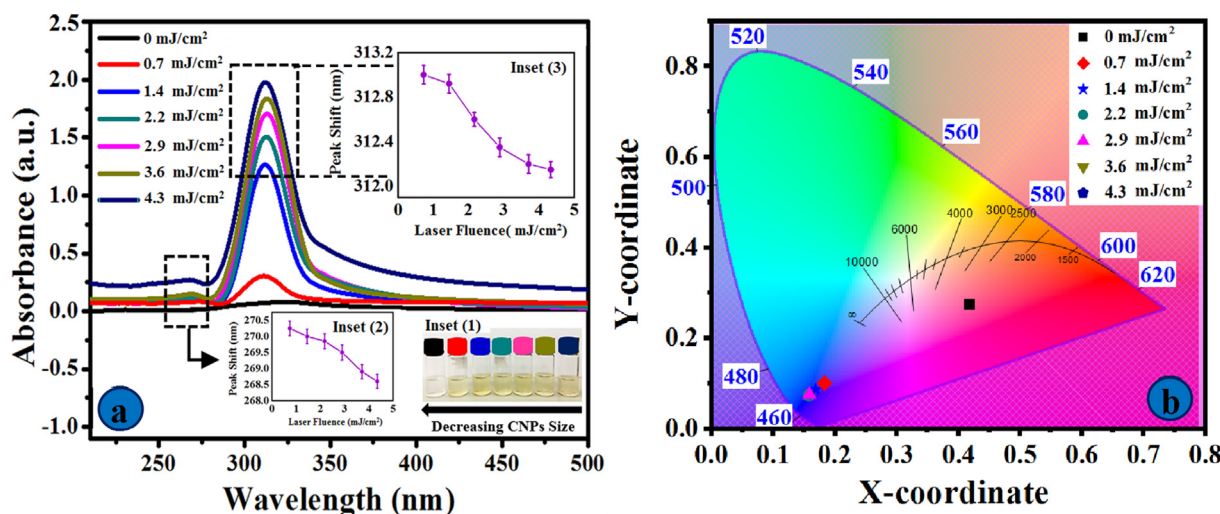 2.5
2.0
1.5
1.0
0.5
0.0
-0.5
-1.0
Absorbance (a.u.)
0 mJ/cm²
0.7 mJ/cm²
1.4 mJ/cm²
2.2 mJ/cm²
2.9 mJ/cm²
3.6 mJ/cm²
4.3 mJ/cm²
Inset (3)
313.2
312.8
312.4
312.0
Peak Shift (nm)
0 1 2 3 4 5
Laser Fluence( mJ/cm²)
Inset (2)
270.5
270.0
269.5
269.0
268.5
268.0
Peak Shift (nm)
0 1 2 3 4 5
Laser Fluence (mJ/cm²)
Inset (1)
Decreasing CNPs Size
a
250 300 350 400 450 500
Wavelength (nm)
0.8
0.6
0.4
0.2
0.0
Y-coordinate
520
540
560
580
600
620
500
480
460
0 mJ/cm²
0.7 mJ/cm²
1.4 mJ/cm²
2.2 mJ/cm²
2.9 mJ/cm²
3.6 mJ/cm²
4.3 mJ/cm²
10000
6000
4000
3000
2500
2000
1500
b
0.0 0.1 0.2 0.3 0.4 0.5 0.6 0.7 0.8
X-coordinate